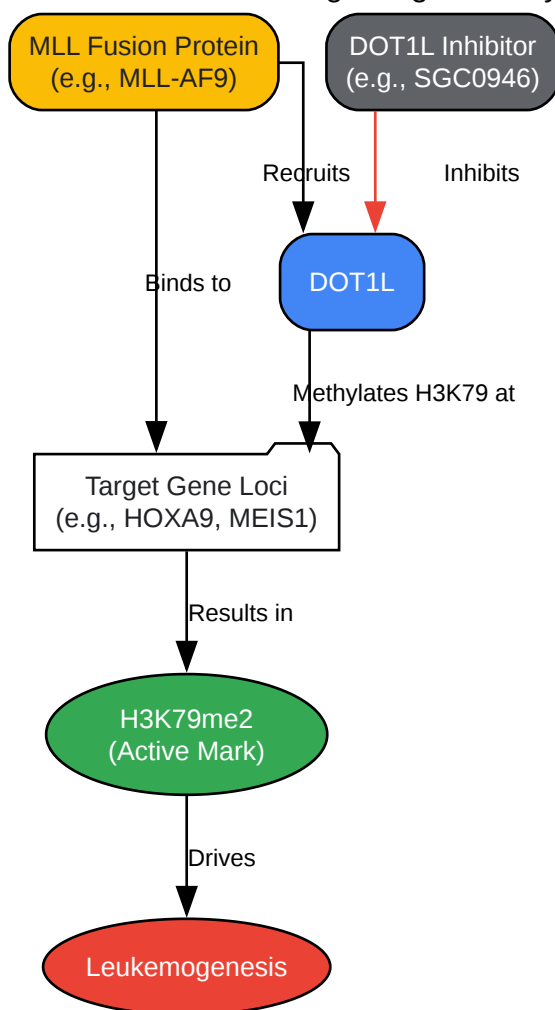 MLL Fusion Protein
(e.g., MLL-AF9)
DOT1L Inhibitor
(e.g., SGC0946)
Recruits
Inhibits
Binds to
DOT1L
Methylates H3K79 at
Target Gene Loci
(e.g., HOXA9, MEIS1)
Results in
H3K79me2
(Active Mark)
Drives
Leukemogenesis